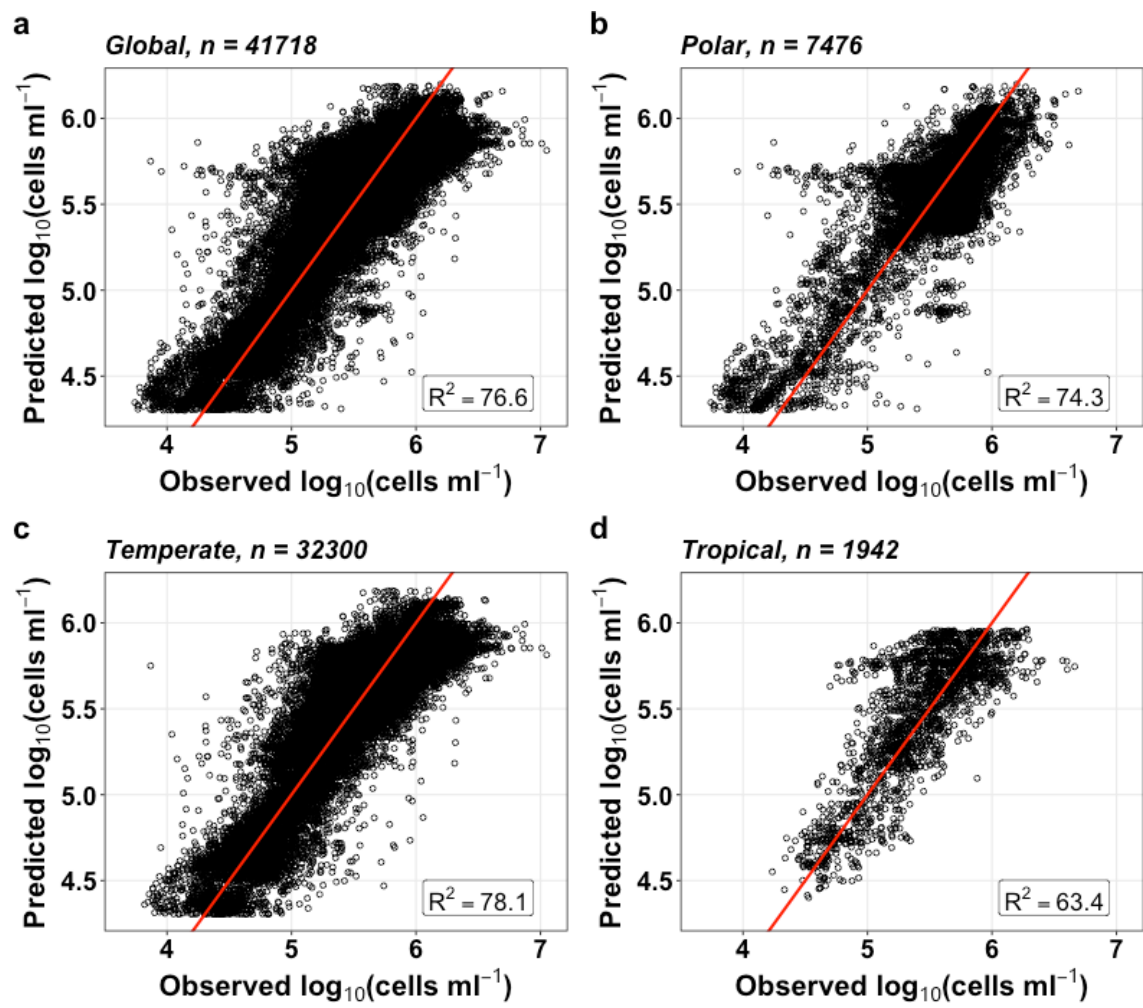 a
Global, n = 41718
Predicted log₁₀(cells ml⁻¹)
6.0
5.5
5.0
4.5
R² = 76.6
4 5 6 7
Observed log₁₀(cells ml⁻¹)
b
Polar, n = 7476
Predicted log₁₀(cells ml⁻¹)
6.0
5.5
5.0
4.5
R² = 74.3
4 5 6 7
Observed log₁₀(cells ml⁻¹)
c
Temperate, n = 32300
Predicted log₁₀(cells ml⁻¹)
6.0
5.5
5.0
4.5
R² = 78.1
4 5 6 7
Observed log₁₀(cells ml⁻¹)
d
Tropical, n = 1942
Predicted log₁₀(cells ml⁻¹)
6.0
5.5
5.0
4.5
R² = 63.4
4 5 6 7
Observed log₁₀(cells ml⁻¹)